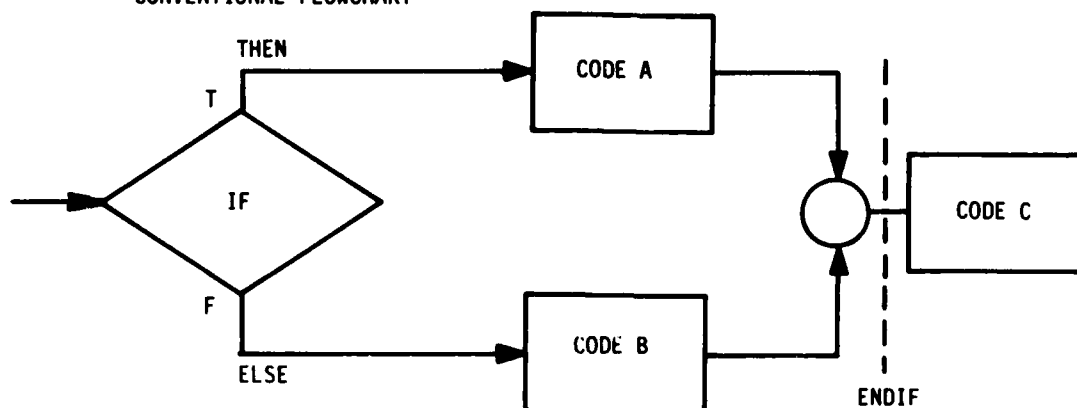 CONVENTIONAL FLOWCHART
THEN
CODE A
T
IF
CODE C
F
CODE B
ELSE
ENDIF